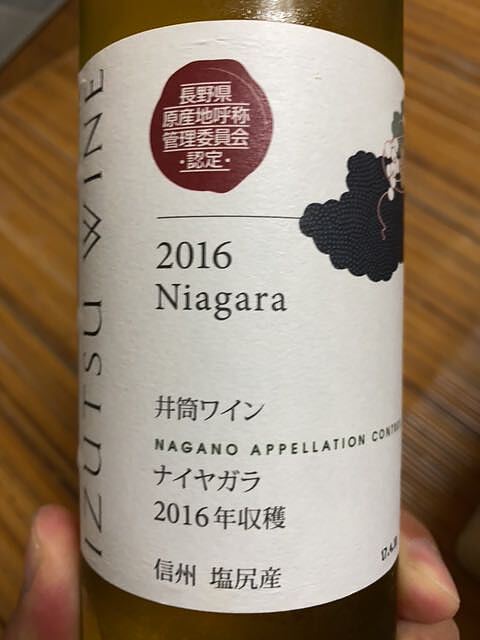 長野県
原産地呼称
管理委員会
・認定・
2016
Niagara
井筒ワイン
NAGANO APPELLATION
ナイヤガラ
2016年収穫
信州 塩尻産
IZUTSU WINE